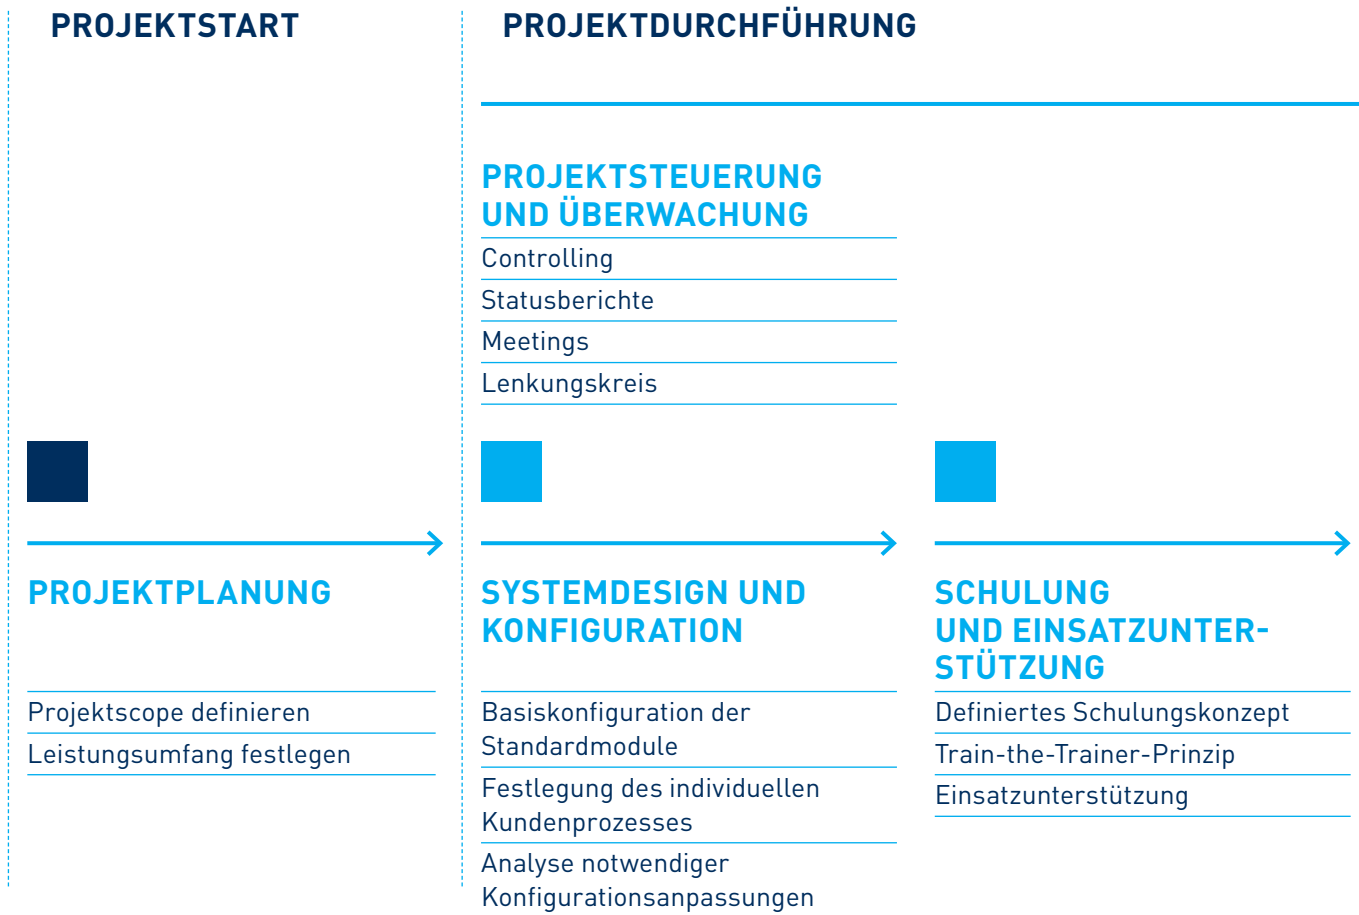 PROJEKTSTART
PROJEKTDURCHFÜHRUNG
PROJEKTSTEUERUNG
UND ÜBERWACHUNG
Controlling
Statusberichte
Meetings
Lenkungskreis
PROJEKTPLANUNG
Projektscope definieren
Leistungsumfang festlegen
SYSTEMDESIGN UND
KONFIGURATION
Basiskonfiguration der
Standardmodule
Festlegung des individuellen
Kundenprozesses
Analyse notwendiger
Konfigurationsanpassungen
SCHULUNG
UND EINSATZUNTER-
STÜTZUNG
Definiertes Schulungskonzept
Train-the-Trainer-Prinzip
Einsatzunterstützung